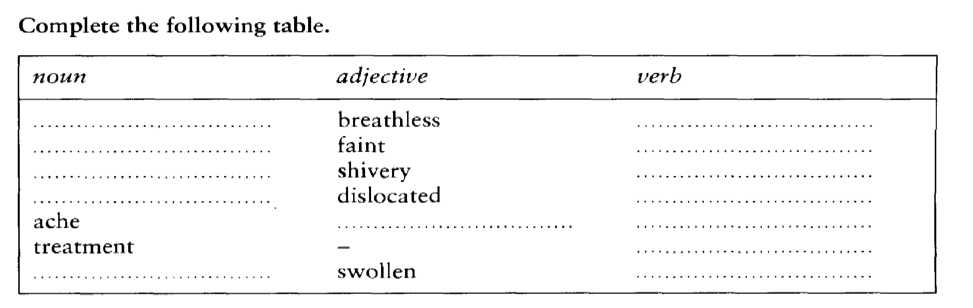 Complete the following table.
noun adjective verb
................................ breathless ................................
................................ faint ................................
................................ shivery ................................
................................ dislocated ................................
ache ................................ ................................
treatment – ................................
................................ swollen ................................